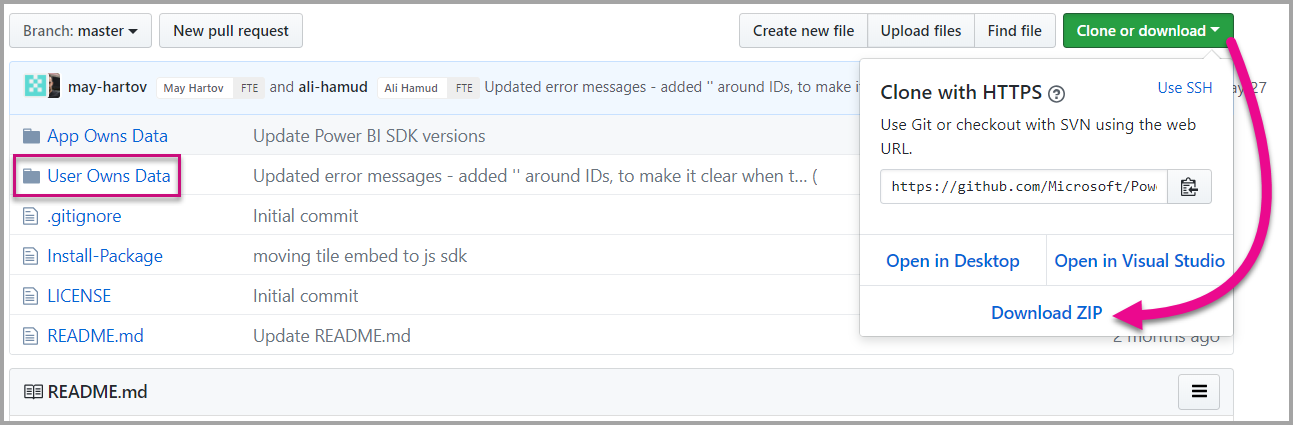 Branch: master New pull request Create new file Upload files Find file Clone or download
may-hartov May Hartov FTE and ali-hamud Ali Hamud FTE Updated error messages - added '' around IDs, to make it 27
Clone with HTTPS ? Use SSH
Use Git or checkout with SVN using the web
URL.
https://github.com/Microsoft/Pow
Open in Desktop Open in Visual Studio
Download ZIP
App Owns Data Update Power BI SDK versions
User Owns Data Updated error messages - added '' around IDs, to make it clear when t... (
.gitignore Initial commit
Install-Package moving tile embed to js sdk
LICENSE Initial commit
README.md Update README.md 2 months ago
README.md